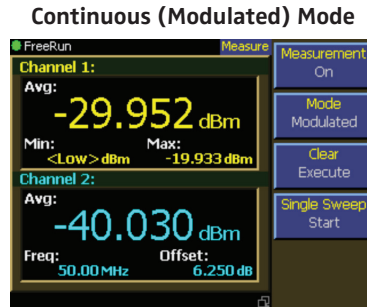 Continuous (Modulated) Mode
FreeRun Measure
Channel 1:
Avg:
-29.952 dBm
Min: Max:
<Low> dBm -19.933 dBm
Channel 2:
Avg:
-40.030 dBm
Freq: Offset:
50.00 MHz 6.250 dB
Measurement
On
Mode
Modulated
Clear
Execute
Single Sweep
Start